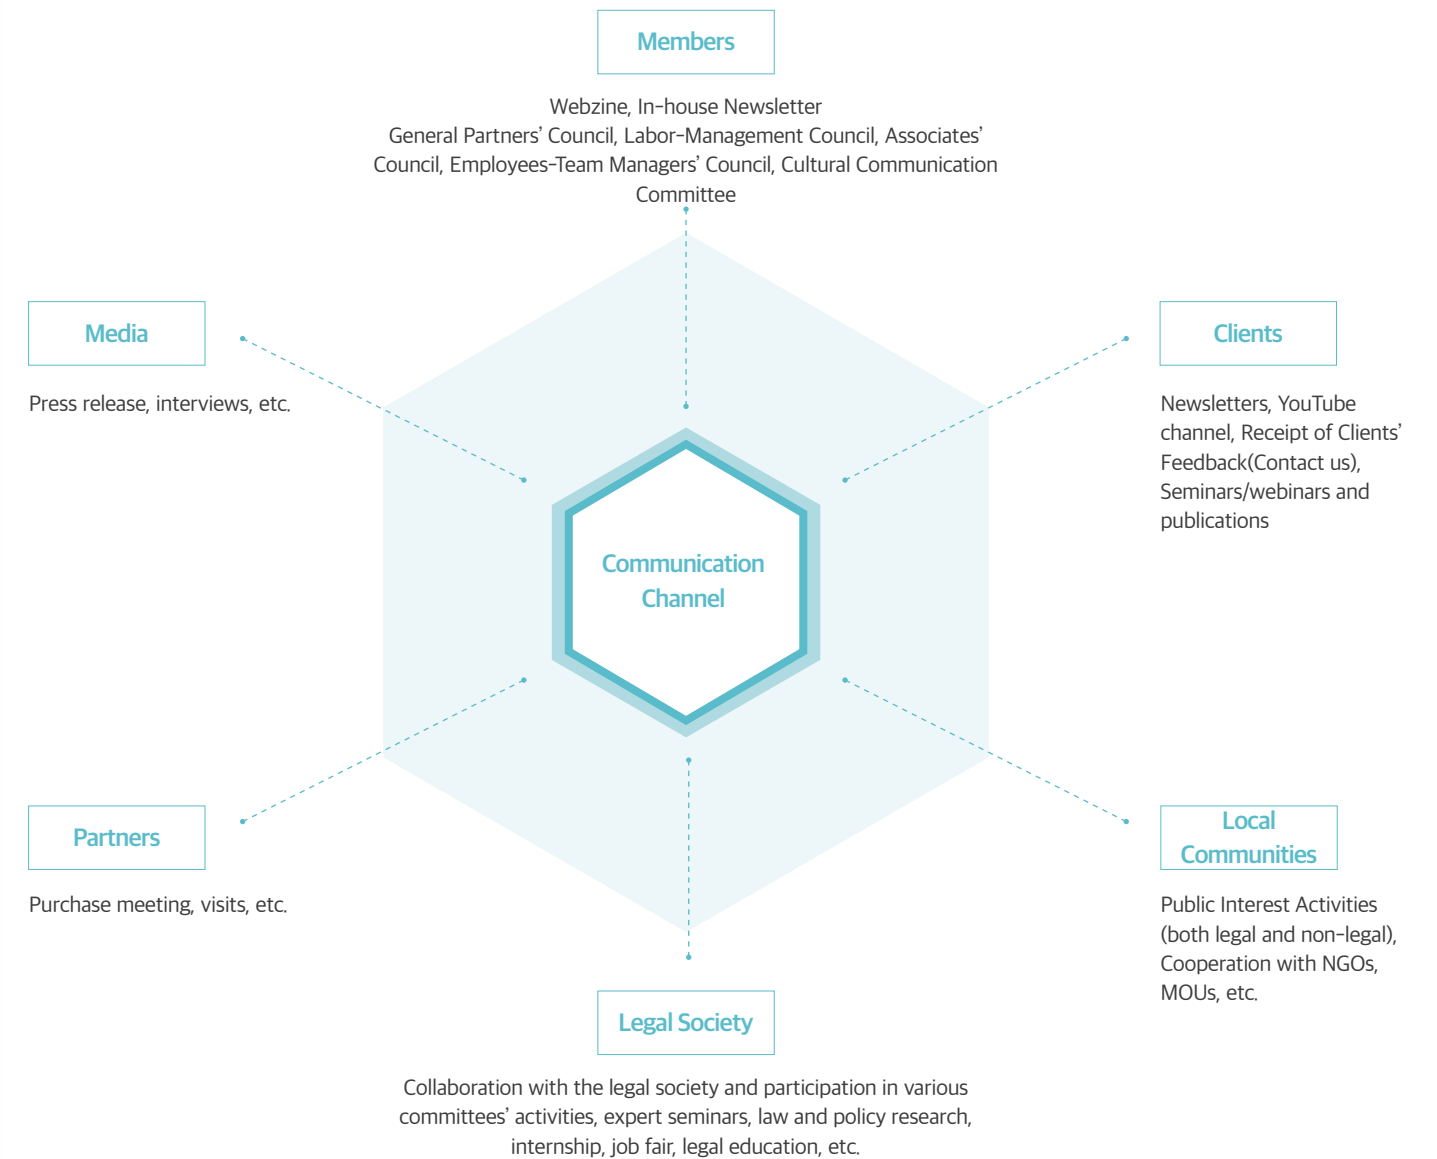 Members
Webzine, In-house Newsletter
General Partners’ Council, Labor-Management Council, Associates’
Council, Employees-Team Managers’ Council, Cultural Communication
Committee
Media
Press release, interviews, etc.
Clients
Newsletters, YouTube
channel, Receipt of Clients’
Feedback(Contact us),
Seminars/webinars and
publications
Communication
Channel
Partners
Purchase meeting, visits, etc.
Local
Communities
Public Interest Activities
(both legal and non-legal),
Cooperation with NGOs,
MOUs, etc.
Legal Society
Collaboration with the legal society and participation in various
committees’ activities, expert seminars, law and policy research,
internship, job fair, legal education, etc.